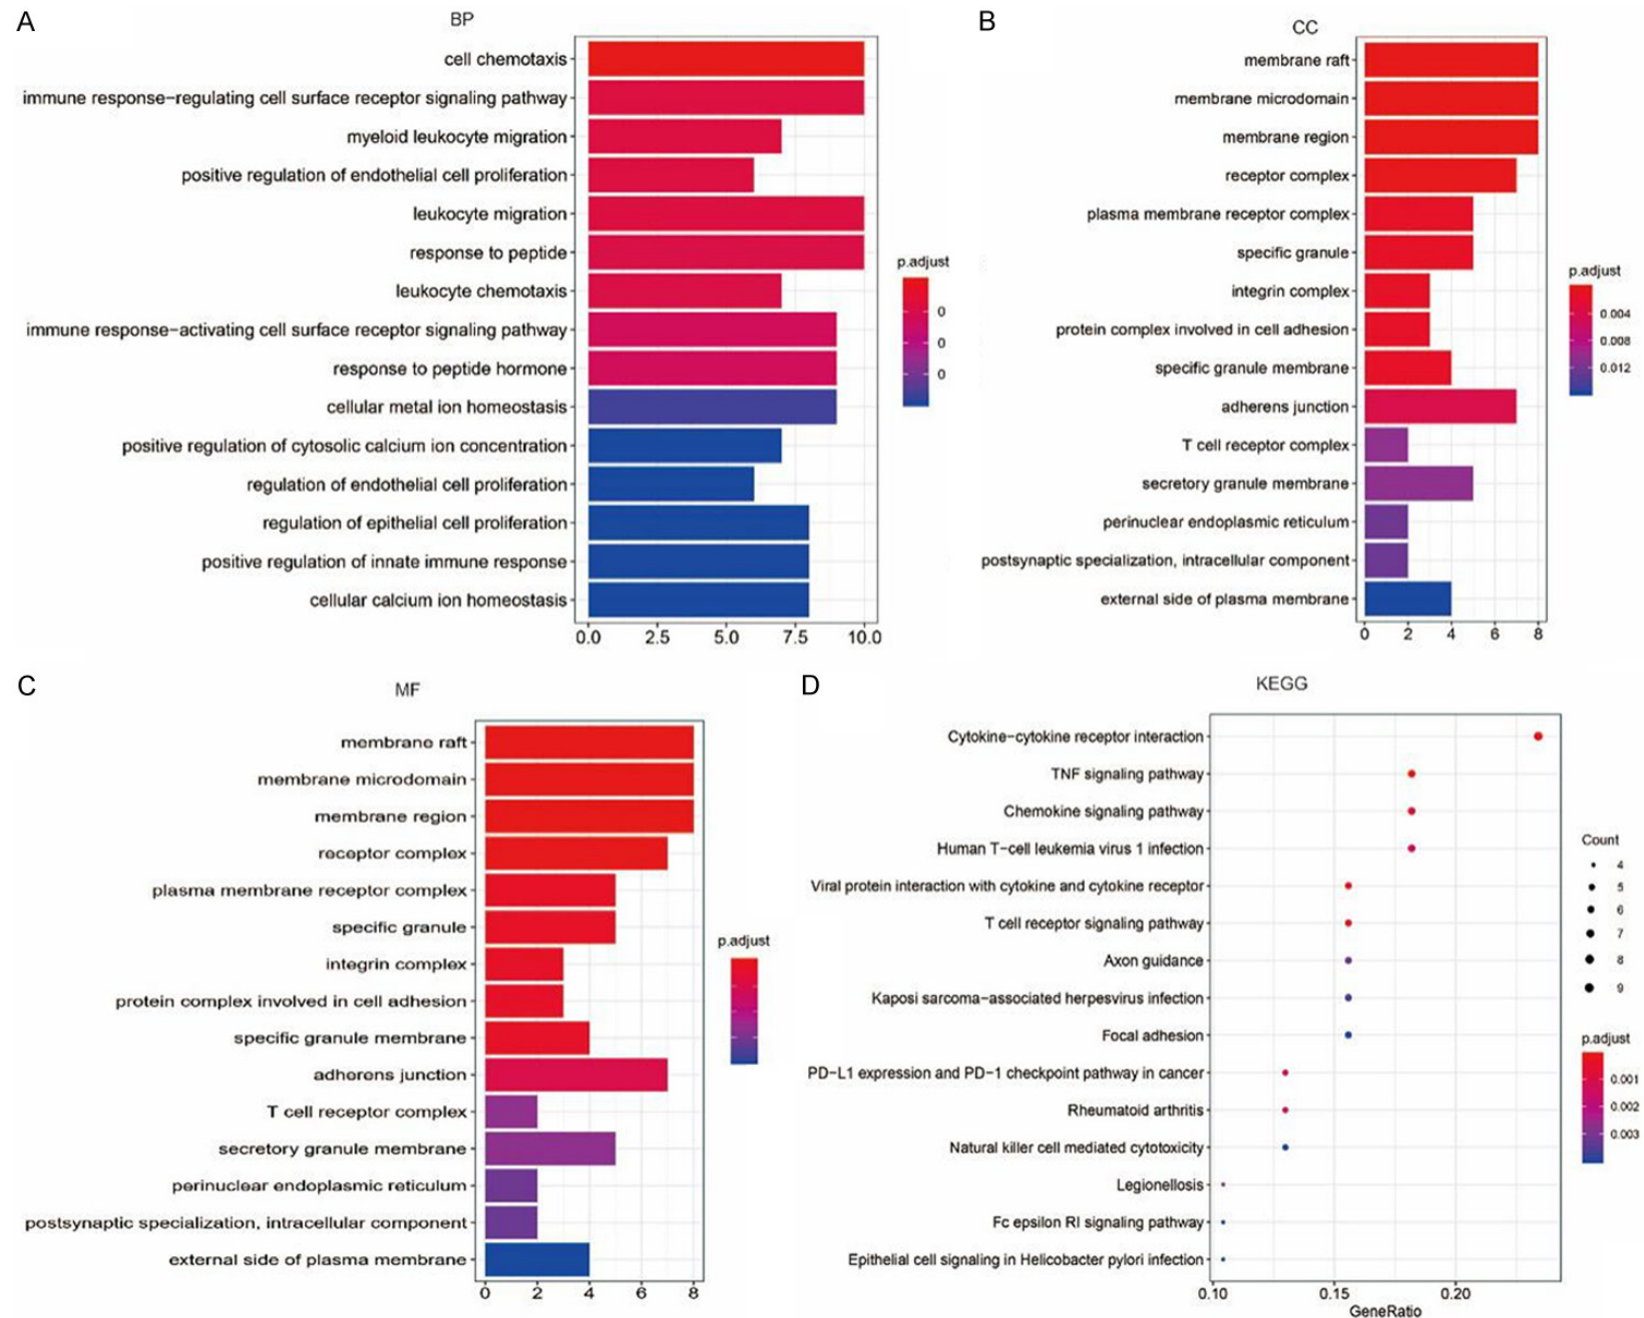 A
BP
cell chemotaxis
immune response−regulating cell surface receptor signaling pathway
myeloid leukocyte migration
positive regulation of endothelial cell proliferation
leukocyte migration
response to peptide
leukocyte chemotaxis
immune response−activating cell surface receptor signaling pathway
response to peptide hormone
cellular metal ion homeostasis
positive regulation of cytosolic calcium ion concentration
regulation of endothelial cell proliferation
regulation of epithelial cell proliferation
positive regulation of innate immune response
cellular calcium ion homeostasis
0.0 2.5 5.0 7.5 10.0
p.adjust
0
0
0
B
CC
membrane raft
membrane microdomain
membrane region
receptor complex
plasma membrane receptor complex
specific granule
integrin complex
protein complex involved in cell adhesion
specific granule membrane
adherens junction
T cell receptor complex
secretory granule membrane
perinuclear endoplasmic reticulum
postsynaptic specialization, intracellular component
external side of plasma membrane
0 2 4 6 8
p.adjust
0.004
0.008
0.012
C
MF
membrane raft
membrane microdomain
membrane region
receptor complex
plasma membrane receptor complex
specific granule
integrin complex
protein complex involved in cell adhesion
specific granule membrane
adherens junction
T cell receptor complex
secretory granule membrane
perinuclear endoplasmic reticulum
postsynaptic specialization, intracellular component
external side of plasma membrane
0 2 4 6 8
p.adjust
D
KEGG
Cytokine−cytokine receptor interaction
TNF signaling pathway
Chemokine signaling pathway
Human T−cell leukemia virus 1 infection
Viral protein interaction with cytokine and cytokine receptor
T cell receptor signaling pathway
Axon guidance
Kaposi sarcoma−associated herpesvirus infection
Focal adhesion
PD−L1 expression and PD−1 checkpoint pathway in cancer
Rheumatoid arthritis
Natural killer cell mediated cytotoxicity
Legionellosis
Fc epsilon RI signaling pathway
Epithelial cell signaling in Helicobacter pylori infection
0.10 0.15 0.20
GeneRatio
Count
4
5
6
7
8
9
p.adjust
0.001
0.002
0.003